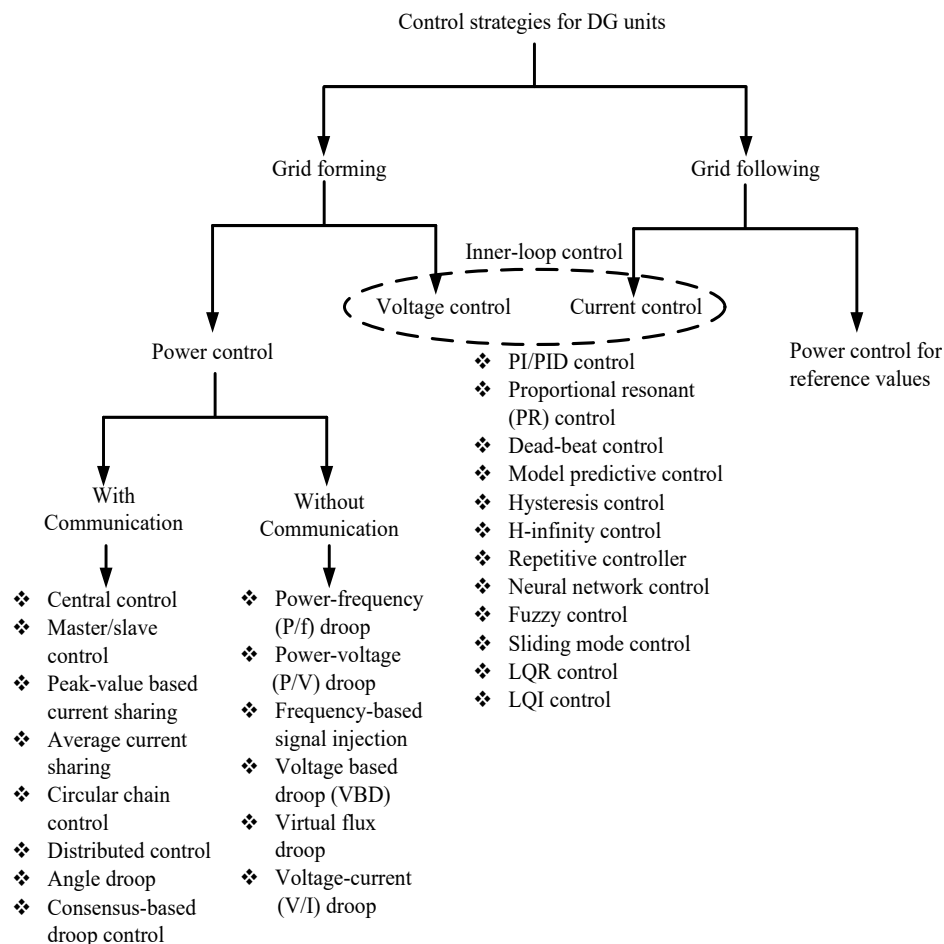 Control strategies for DG units
Grid forming
Grid following
Inner-loop control
Voltage control
Current control
Power control
Power control for
reference values
❖ PI/PID control
❖ Proportional resonant
(PR) control
❖ Dead-beat control
❖ Model predictive control
❖ Hysteresis control
❖ H-infinity control
❖ Repetitive controller
❖ Neural network control
❖ Fuzzy control
❖ Sliding mode control
❖ LQR control
❖ LQI control
With
Communication
❖ Central control
❖ Master/slave
control
❖ Peak-value based
current sharing
❖ Average current
sharing
❖ Circular chain
control
❖ Distributed control
❖ Angle droop
❖ Consensus-based
droop control
Without
Communication
❖ Power-frequency
(P/f) droop
❖ Power-voltage
(P/V) droop
❖ Frequency-based
signal injection
❖ Voltage based
droop (VBD)
❖ Virtual flux
droop
❖ Voltage-current
(V/I) droop